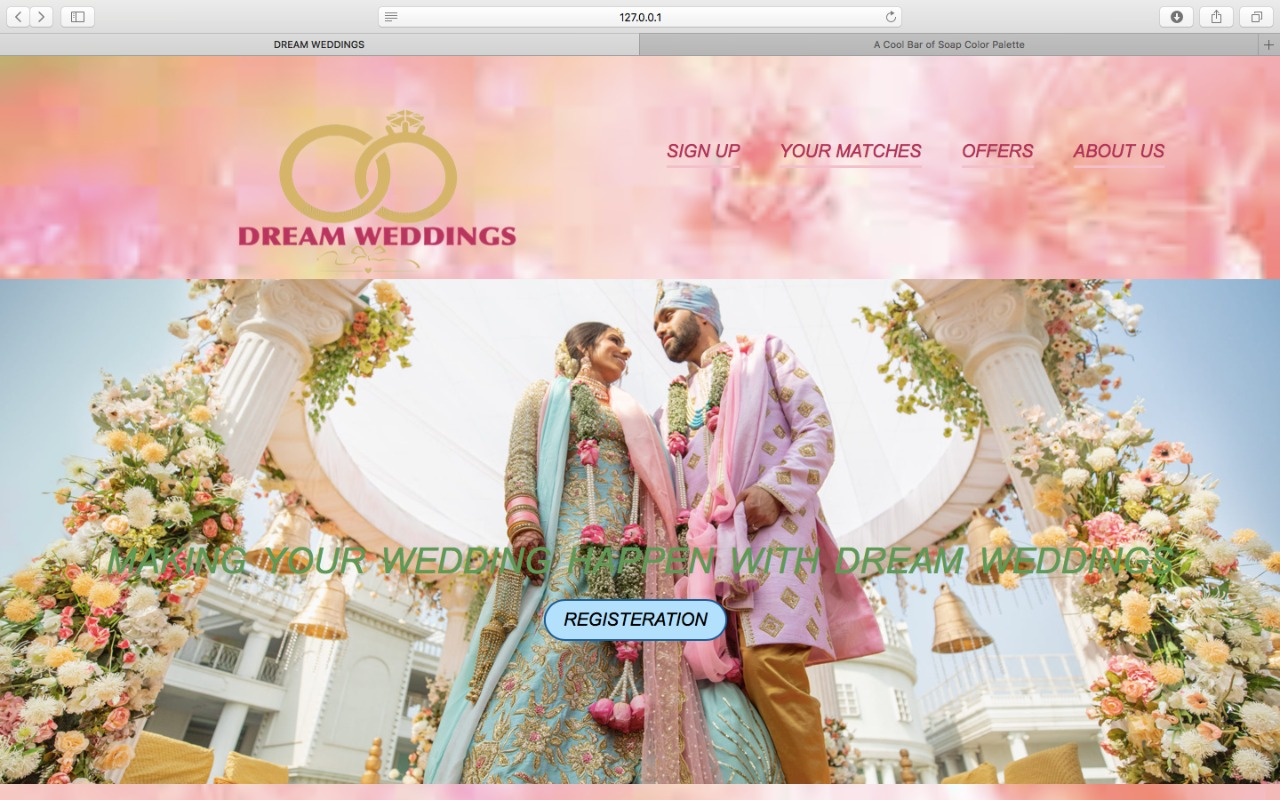 127.0.0.1
DREAM WEDDINGS
A Cool Bar of Soap Color Palette
SIGN UP YOUR MATCHES OFFERS ABOUT US
DREAM WEDDINGS
MAKING YOUR WEDDING HAPPEN WITH DREAM WEDDINGS
REGISTERATION